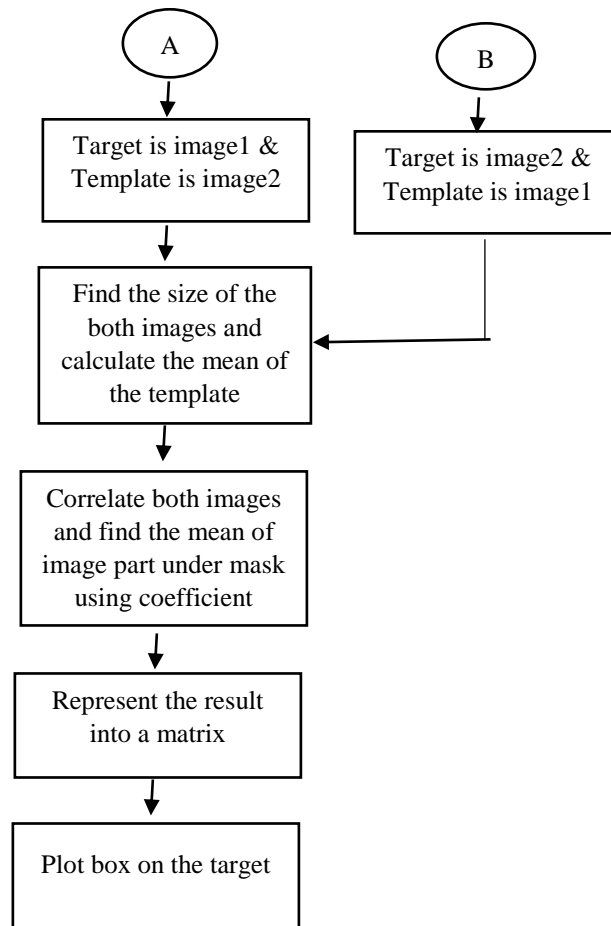 A
B
Target is image1 &
Template is image2
Target is image2 &
Template is image1
Find the size of the
both images and
calculate the mean of
the template
Correlate both images
and find the mean of
image part under mask
using coefficient
Represent the result
into a matrix
Plot box on the target